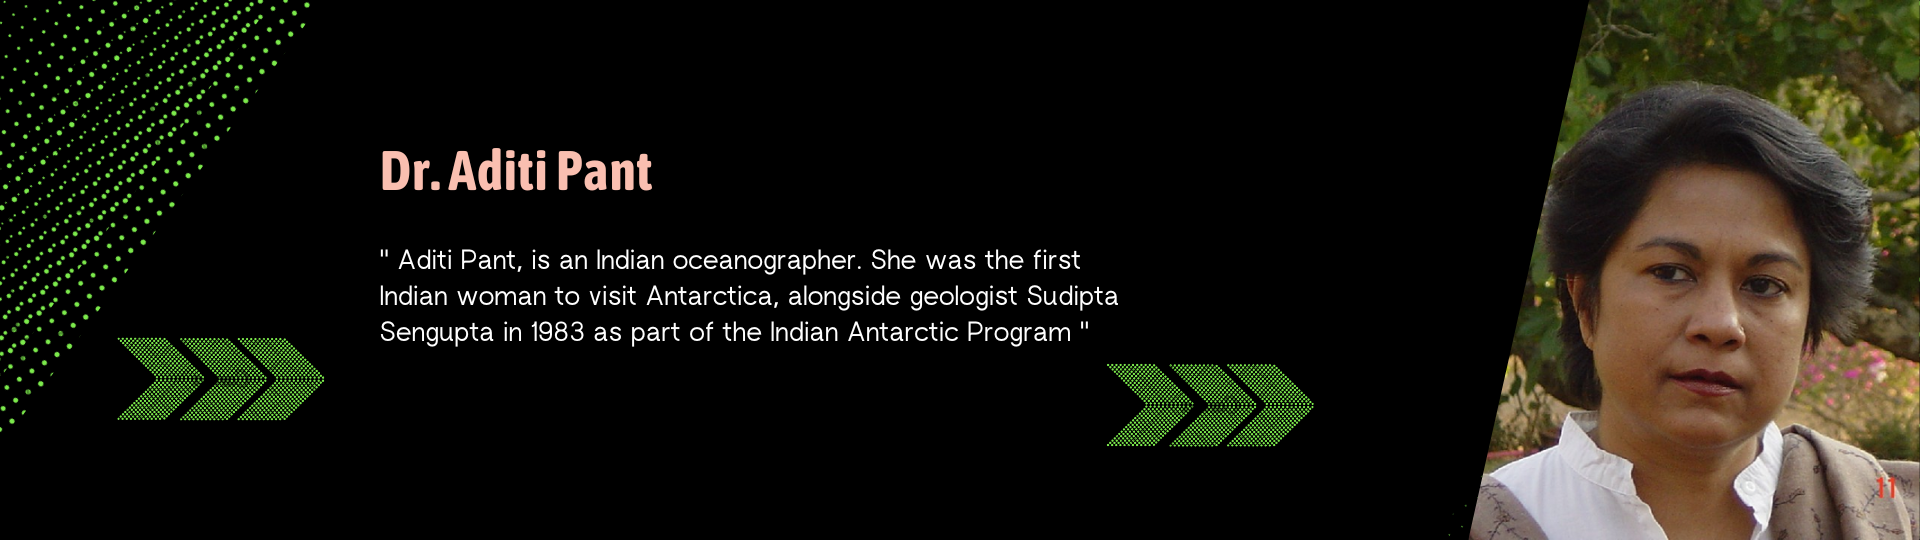 Dr. Aditi Pant
" Aditi Pant, is an Indian oceanographer. She was the first
Indian woman to visit Antarctica, alongside geologist Sudipta
Sengupta in 1983 as part of the Indian Antarctic Program "
11